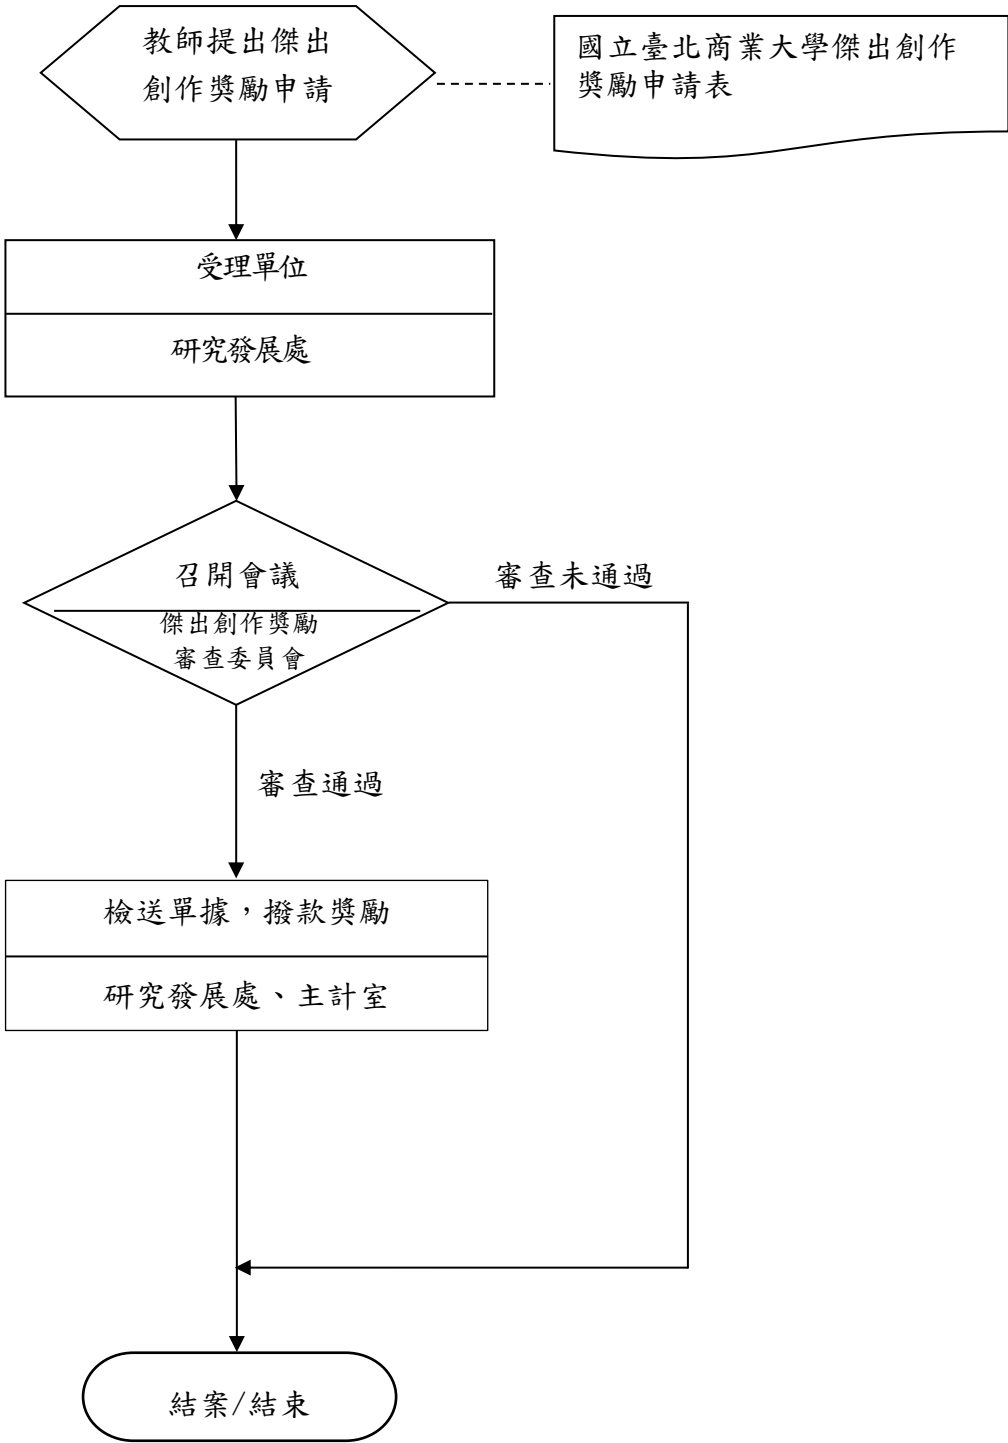 教師提出傑出
創作獎勵申請
國立臺北商業大學傑出創作
獎勵申請表
受理單位
研究發展處
召開會議
審查未通過
傑出創作獎勵
審查委員會
審查通過
檢送單據，撥款獎勵
研究發展處、主計室
結案/結束